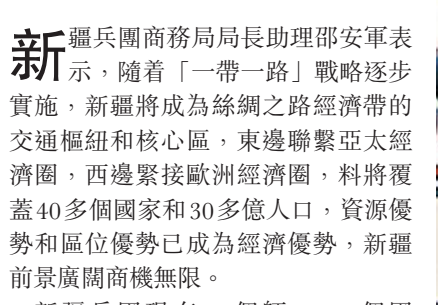 新疆兵團商務局局長助理邵安軍表
示，隨着「一帶一路」戰略逐步
實施，新疆將成為絲綢之路經濟帶的
交通樞紐和核心區，東邊聯繫亞太經
濟圈，西邊緊接歐洲經濟圈，料將覆
蓋40多個國家和30多億人口，資源優
勢和區位優勢已成為經濟優勢，新疆
前景廣闊商機無限。